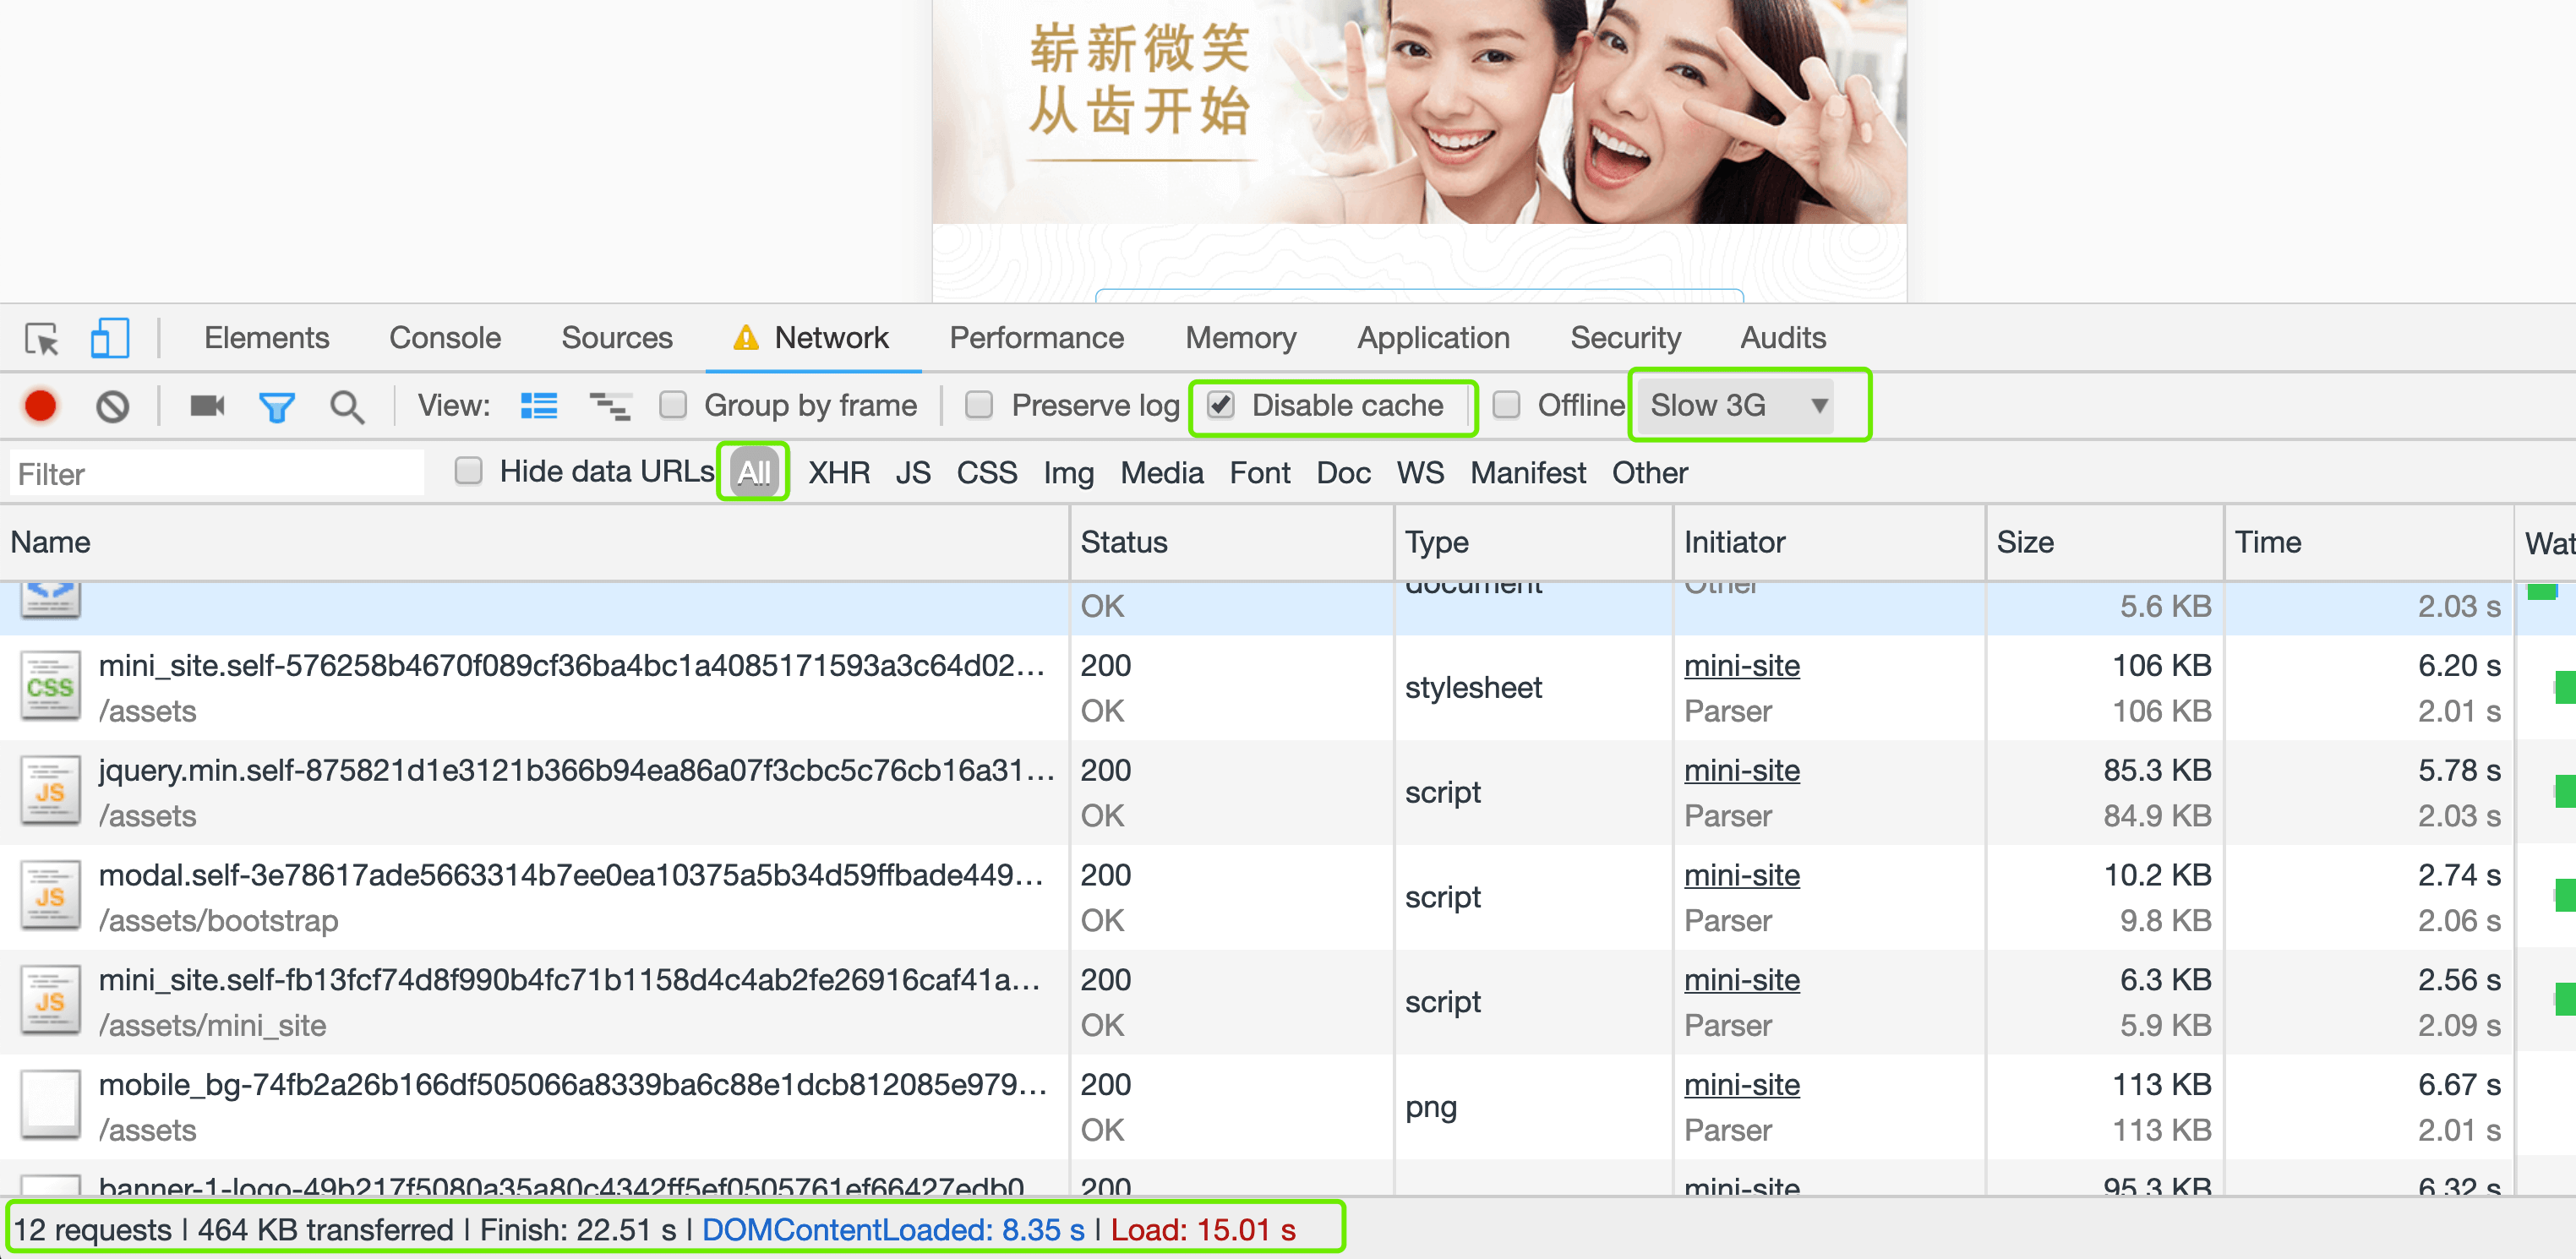 崭新微笑
从齿开始
Elements Console Sources Network Performance Memory Application Security Audits
View: Group by frame Preserve log Disable cache Offline Slow 3G
Filter Hide data URLs All XHR JS CSS Img Media Font Doc WS Manifest Other
Name Status Type Initiator Size Time Wat
document Other
OK 5.6 KB 2.03 s
mini_site.self-576258b4670f089cf36ba4bc1a4085171593a3c64d02... 200 stylesheet mini-site 106 KB 6.20 s
CSS /assets OK Parser 106 KB 2.01 s
jquery.min.self-875821d1e3121b366b94ea86a07f3cbc5c76cb16a31... 200 script mini-site 85.3 KB 5.78 s
JS /assets OK Parser 84.9 KB 2.03 s
modal.self-3e78617ade5663314b7ee0ea10375a5b34d59ffbade449... 200 script mini-site 10.2 KB 2.74 s
JS /assets/bootstrap OK Parser 9.8 KB 2.06 s
mini_site.self-fb13fcf74d8f990b4fc71b1158d4c4ab2fe26916caf41a... 200 script mini-site 6.3 KB 2.56 s
JS /assets/mini_site OK Parser 5.9 KB 2.09 s
mobile_bg-74fb2a26b166df505066a8339ba6c88e1dcb812085e979... 200 png mini-site 113 KB 6.67 s
/assets OK Parser 113 KB 2.01 s
banner-1-logo-49b217f5080a35a80c4342ff5ef0505761ef66427edb0 200 mini-site 95.3 KB 6.32 s
12 requests | 464 KB transferred | Finish: 22.51 s | DOMContentLoaded: 8.35 s | Load: 15.01 s